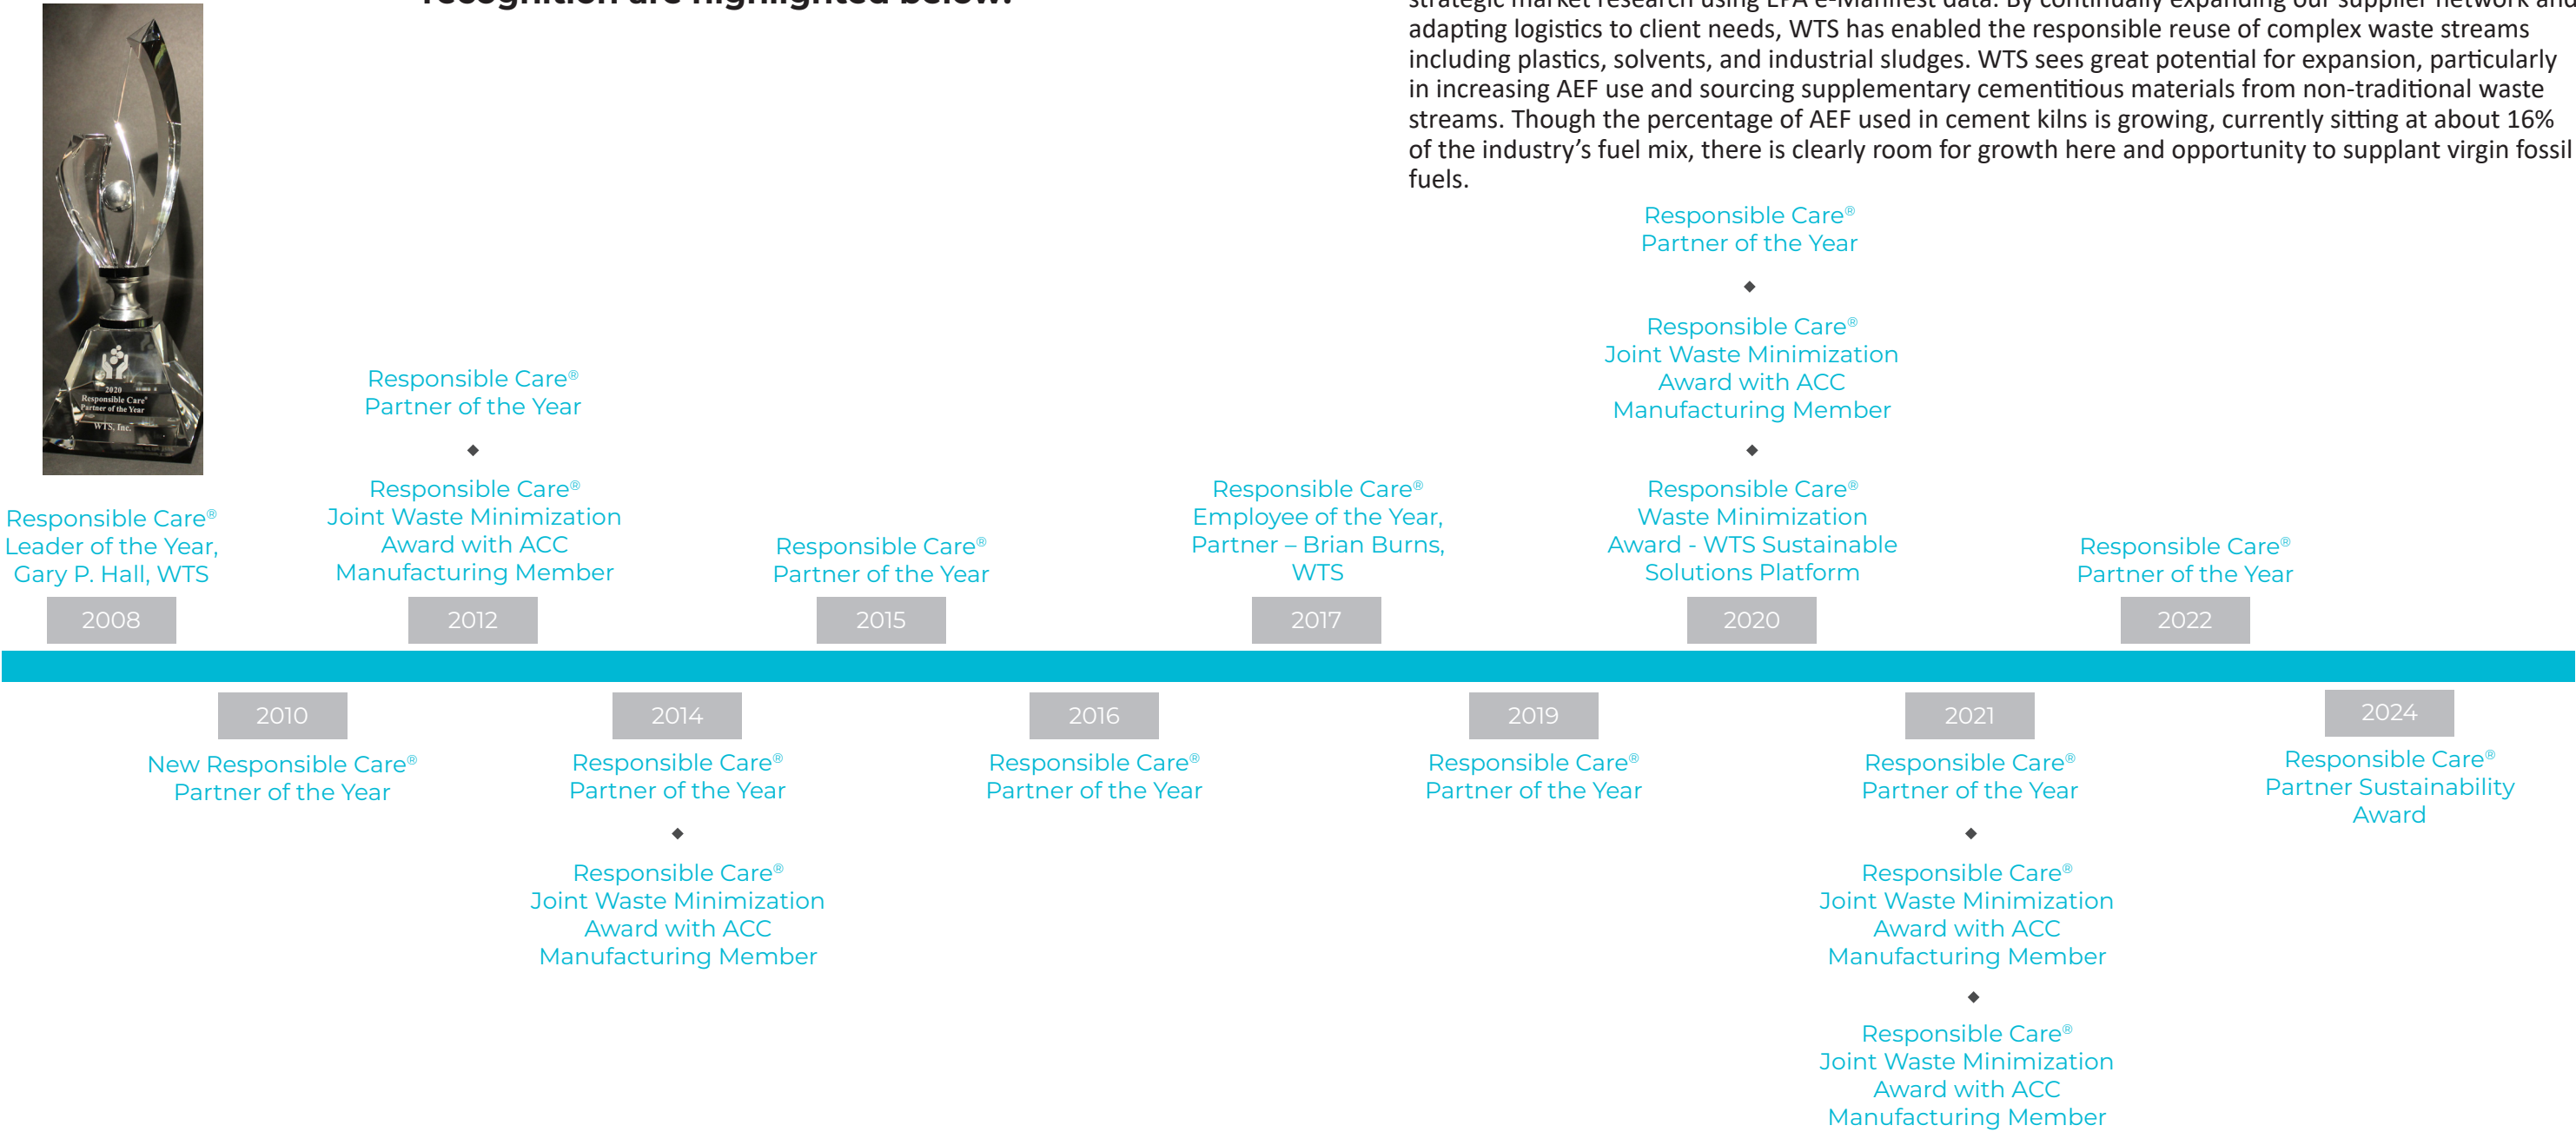 recognition are highlighted below.
strategic market research using EPA e-Manifest data. By continually expanding our supplier network and
adapting logistics to client needs, WTS has enabled the responsible reuse of complex waste streams
including plastics, solvents, and industrial sludges. WTS sees great potential for expansion, particularly
in increasing AEF use and sourcing supplementary cementitious materials from non-traditional waste
streams. Though the percentage of AEF used in cement kilns is growing, currently sitting at about 16%
of the industry’s fuel mix, there is clearly room for growth here and opportunity to supplant virgin fossil
fuels.
2020
Responsible Care®
Partner of the Year
WTS, Inc.
Responsible Care®
Leader of the Year,
Gary P. Hall, WTS
2008
Responsible Care®
Partner of the Year
◆
Responsible Care®
Joint Waste Minimization
Award with ACC
Manufacturing Member
2012
Responsible Care®
Partner of the Year
2015
Responsible Care®
Employee of the Year,
Partner – Brian Burns,
WTS
2017
Responsible Care®
Partner of the Year
◆
Responsible Care®
Joint Waste Minimization
Award with ACC
Manufacturing Member
◆
Responsible Care®
Waste Minimization
Award - WTS Sustainable
Solutions Platform
2020
Responsible Care®
Partner of the Year
2022
2010
New Responsible Care®
Partner of the Year
2014
Responsible Care®
Partner of the Year
◆
Responsible Care®
Joint Waste Minimization
Award with ACC
Manufacturing Member
2016
Responsible Care®
Partner of the Year
2019
Responsible Care®
Partner of the Year
2021
Responsible Care®
Partner of the Year
◆
Responsible Care®
Joint Waste Minimization
Award with ACC
Manufacturing Member
◆
Responsible Care®
Joint Waste Minimization
Award with ACC
Manufacturing Member
2024
Responsible Care®
Partner Sustainability
Award